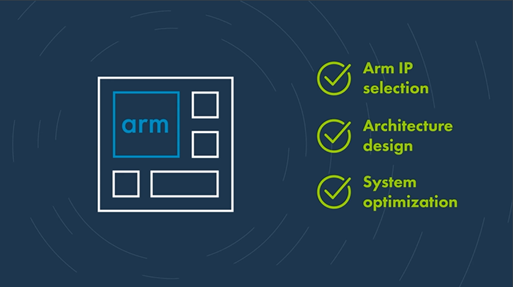 arm
Arm IP
selection
Architecture
design
System
optimization